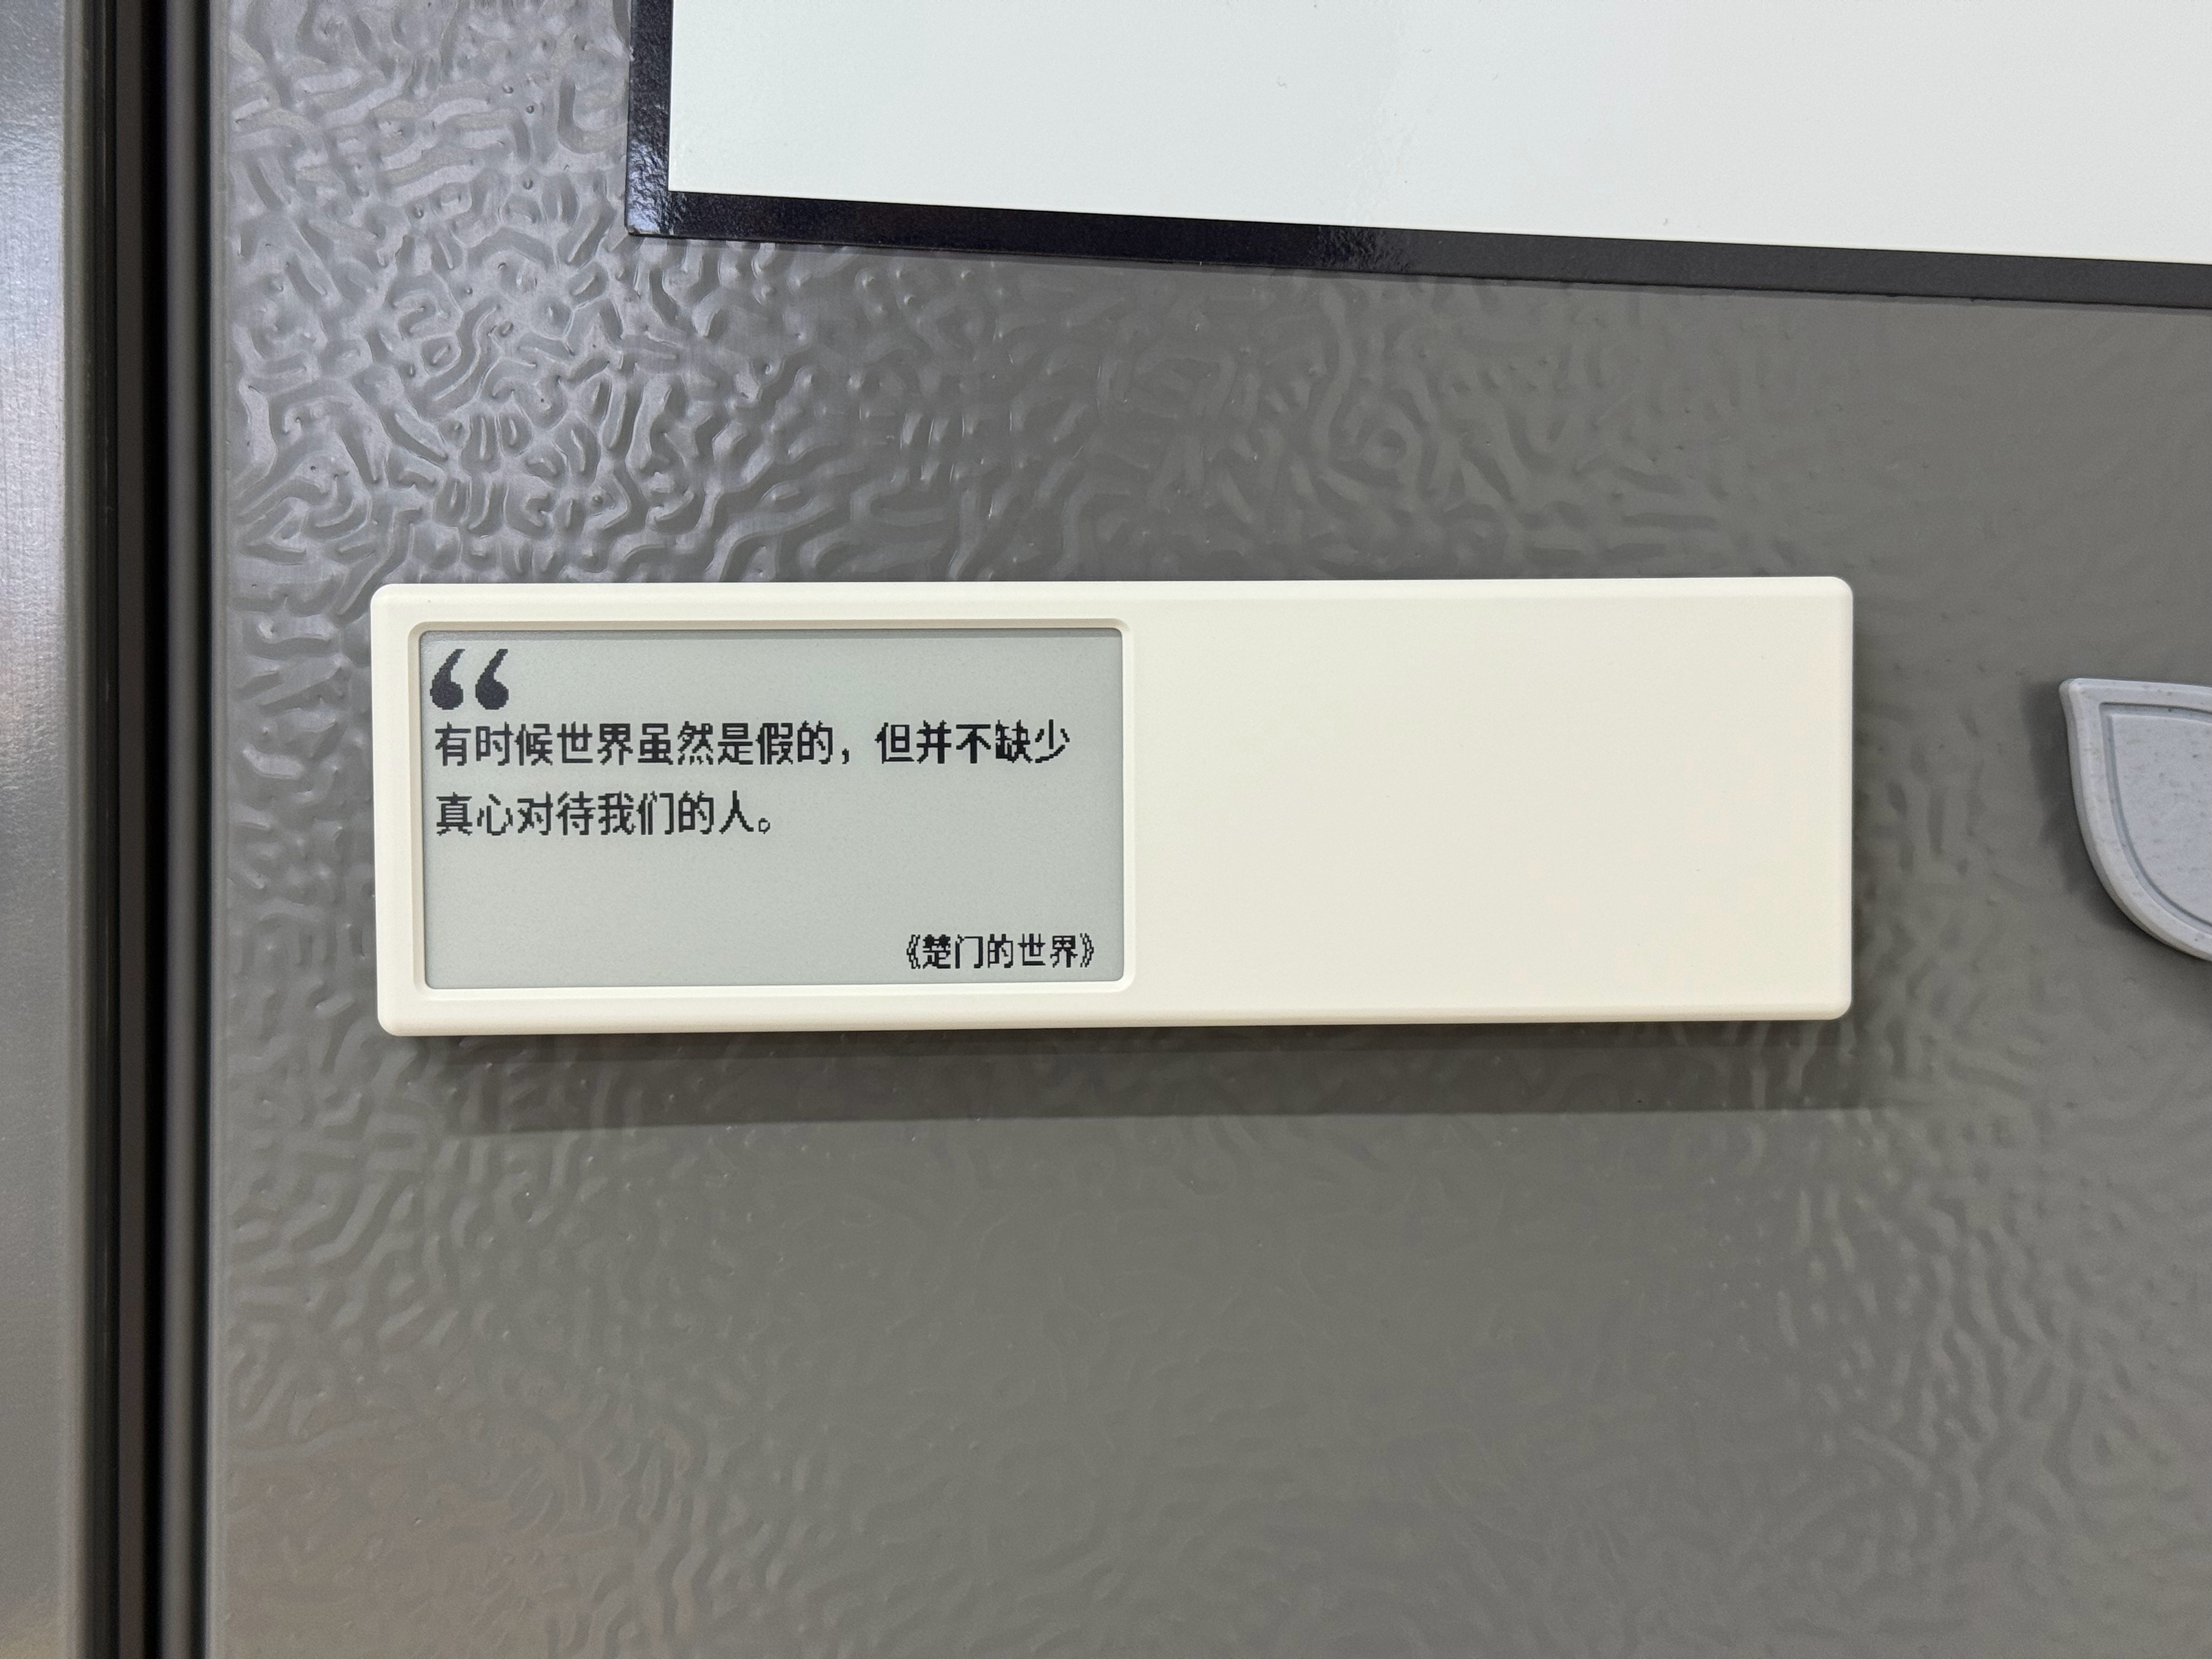 “
有时候世界虽然是假的，但并不缺少
真心对待我们的人。
《楚门的世界》